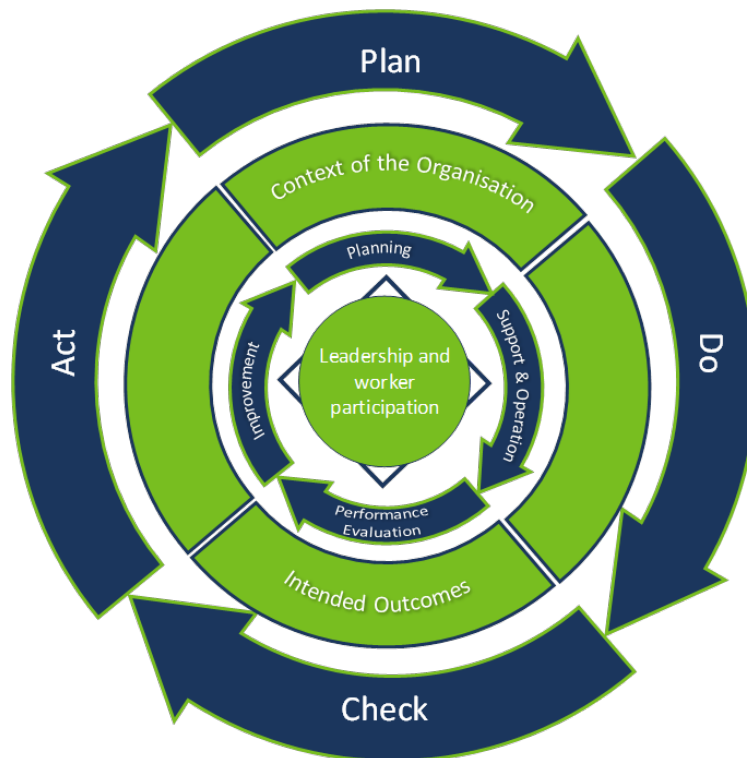 Plan
Context of the Organisation
Planning
Support & Operation
Do
Leadership and
worker
participation
Improvement
Act
Performance
Evaluation
Intended Outcomes
Check